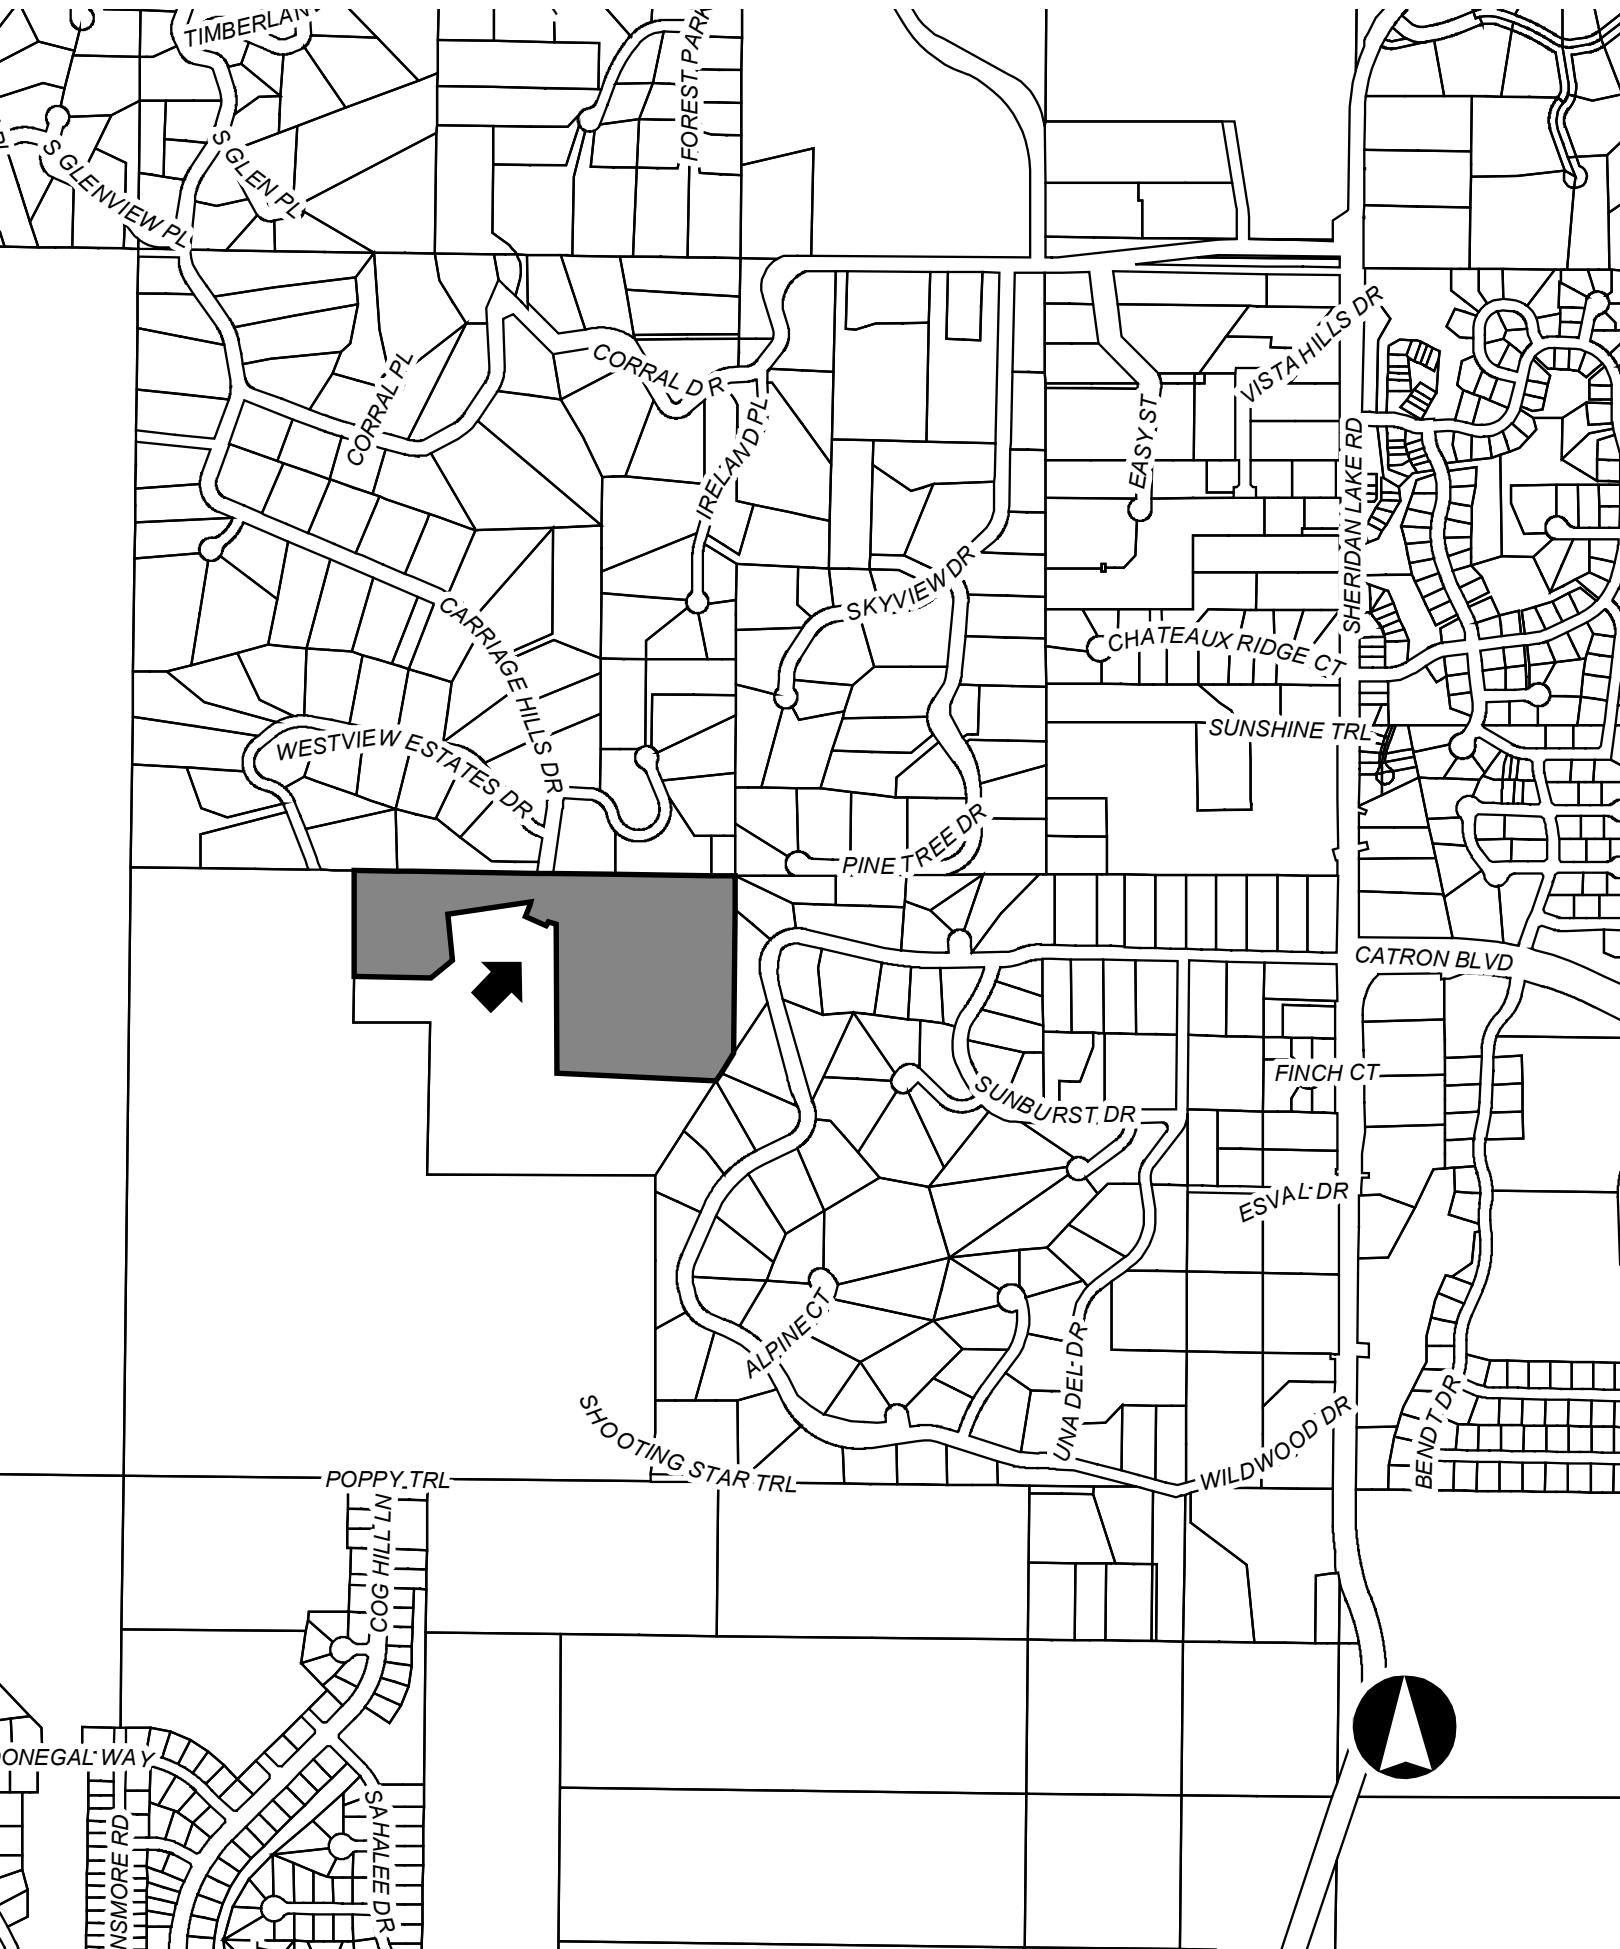 TIMBERLAN
FOREST PARK
S GLENVIEW PL
S GLEN PL
CORRAL DR
CORRAL PL
IRELAND PL
VISTA HILLS DR
EASY ST
SHERIDAN LAKE RD
SKYVIEW DR
CARRIAGE HILLS DR
CHATEAUX RIDGE CT
SUNSHINE TRL
WESTVIEW ESTATES DR
PINE TREE DR
CATRON BLVD
FINCH CT
SUNBURST DR
ESVAL DR
ALPINE CT
UNA DEL DR
SHOOTING STAR TRL
WILDWOOD DR
BENDT DR
POPPY TRL
COG HILL LN
DONEGAL WAY
SAHALEE DR
NSMORE RD